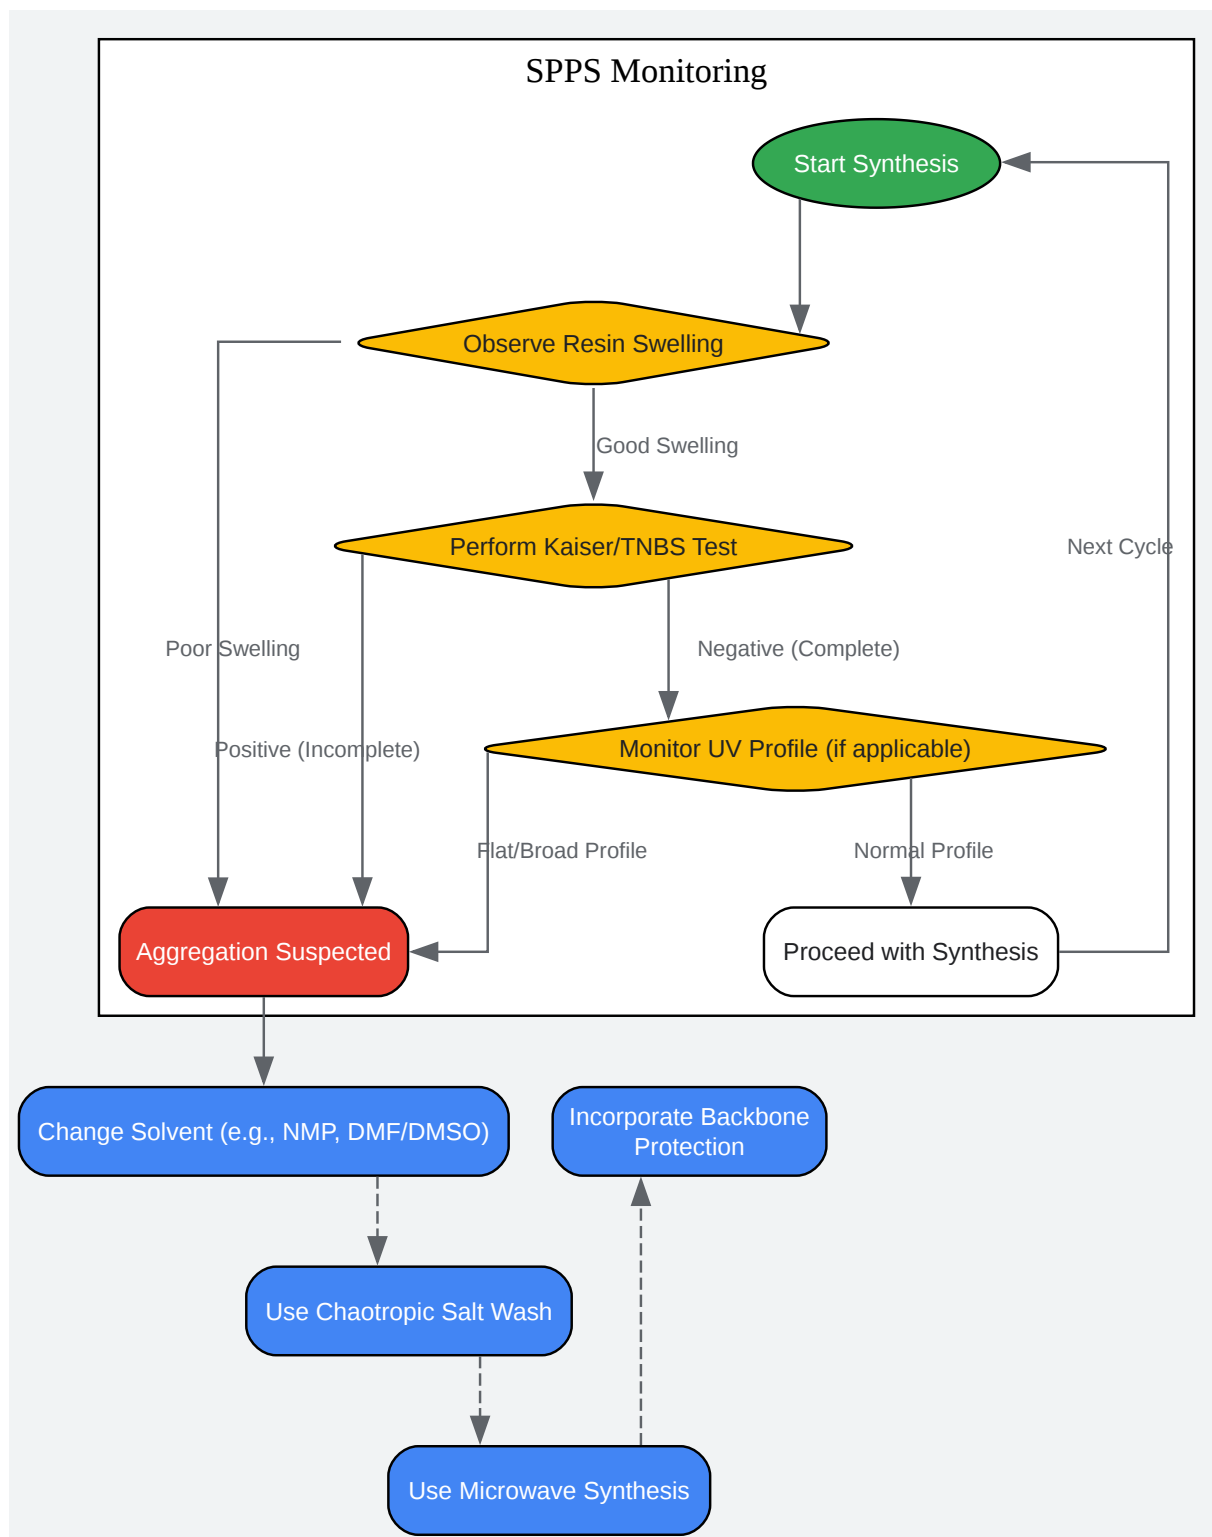 SPPS Monitoring
Start Synthesis
Observe Resin Swelling
Good Swelling
Perform Kaiser/TNBS Test
Next Cycle
Poor Swelling
Negative (Complete)
Positive (Incomplete)
Monitor UV Profile (if applicable)
Flat/Broad Profile
Normal Profile
Aggregation Suspected
Proceed with Synthesis
Change Solvent (e.g., NMP, DMF/DMSO)
Incorporate Backbone
Protection
Use Chaotropic Salt Wash
Use Microwave Synthesis